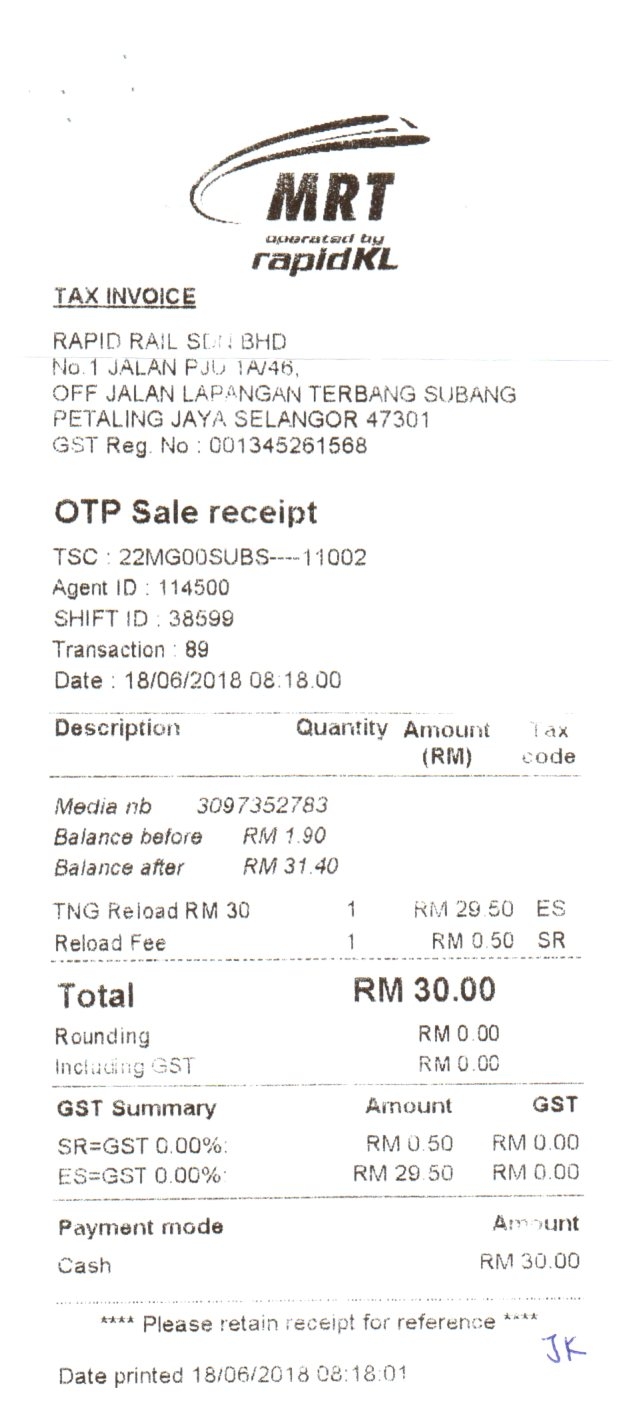 MRT
operated by
rapidKL
TAX INVOICE
RAPID RAIL SDN BHD
No.1 JALAN PJU 1A/46,
OFF JALAN LAPANGAN TERBANG SUBANG
PETALING JAYA SELANGOR 47301
GST Reg. No : 001345261568
OTP Sale receipt
TSC : 22MG00SUBS----11002
Agent ID : 114500
SHIFT ID : 38599
Transaction : 89
Date : 18/06/2018 08:18:00
Description Quantity Amount Tax
(RM) code
Media nb 3097352783
Balance before RM 1.90
Balance after RM 31.40
TNG Reload RM 30 1 RM 29.50 ES
Reload Fee 1 RM 0.50 SR
Total RM 30.00
Rounding RM 0.00
Including GST RM 0.00
GST Summary Amount GST
SR=GST 0.00%: RM 0.50 RM 0.00
ES=GST 0.00%: RM 29.50 RM 0.00
Payment mode Amount
Cash RM 30.00
**** Please retain receipt for reference ****
JK
Date printed 18/06/2018 08:18:01